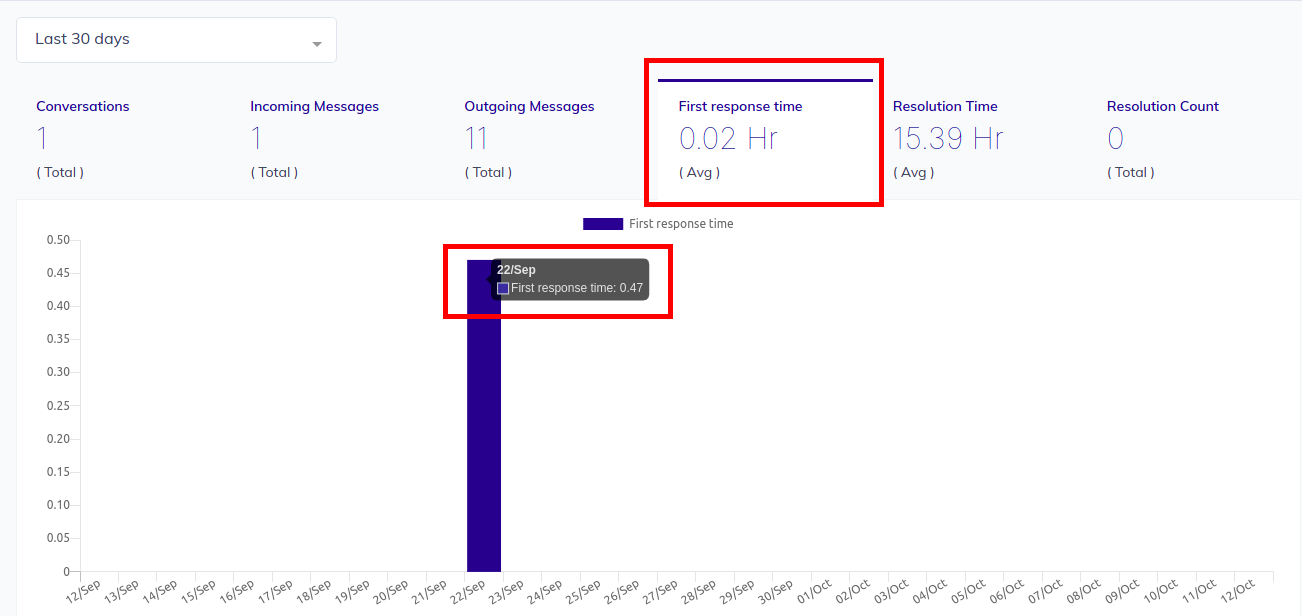 Last 30 days
Conversations
1
( Total )
Incoming Messages
1
( Total )
Outgoing Messages
11
( Total )
First response time
0.02 Hr
( Avg )
Resolution Time
15.39 Hr
( Avg )
Resolution Count
0
( Total )
First response time
22/Sep
First response time: 0.47
0.50
0.45
0.40
0.35
0.30
0.25
0.20
0.15
0.10
0.05
0
12/Sep 13/Sep 14/Sep 15/Sep 16/Sep 17/Sep 18/Sep 19/Sep 20/Sep 21/Sep 22/Sep 23/Sep 24/Sep 25/Sep 26/Sep 27/Sep 28/Sep 29/Sep 30/Sep 01/Oct 02/Oct 03/Oct 04/Oct 05/Oct 06/Oct 07/Oct 08/Oct 09/Oct 10/Oct 11/Oct 12/Oct